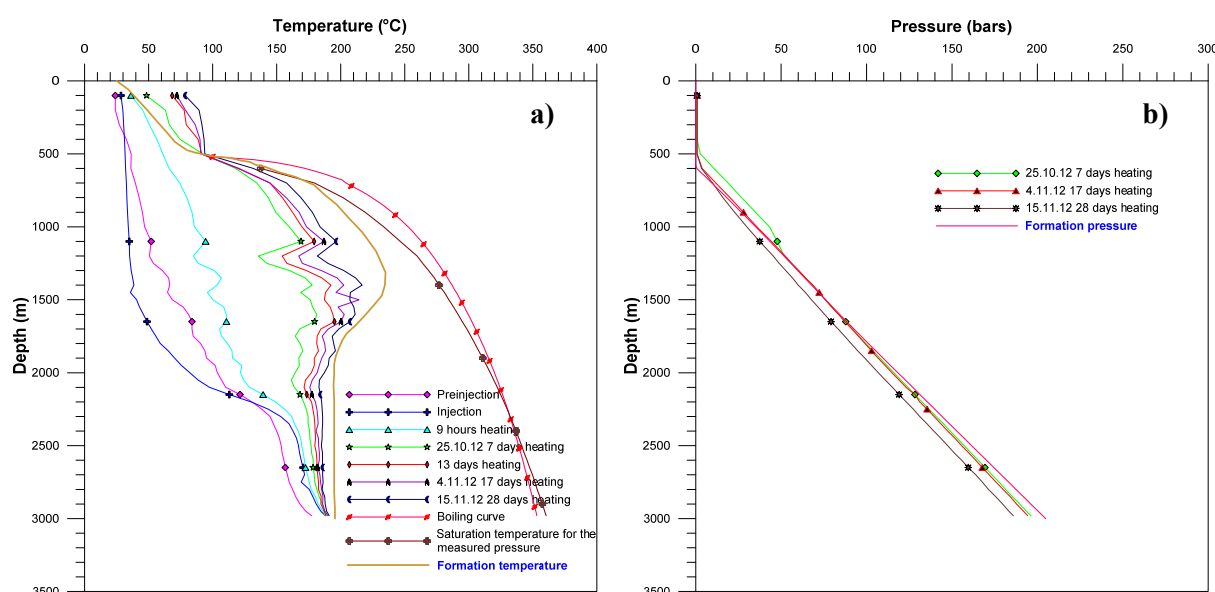 Temperature (°C)
0 50 100 150 200 250 300 350 400
0
500
1000
1500
2000
2500
3000
3500
Depth (m)
a)
Preinjection
Injection
9 hours heating
25.10.12 7 days heating
13 days heating
4.11.12 17 days heating
15.11.12 28 days heating
Boiling curve
Saturation temperature for the
measured pressure
Formation temperature
Pressure (bars)
0 50 100 150 200 250 300
0
500
1000
1500
2000
2500
3000
3500
Depth (m)
b)
25.10.12 7 days heating
4.11.12 17 days heating
15.11.12 28 days heating
Formation pressure